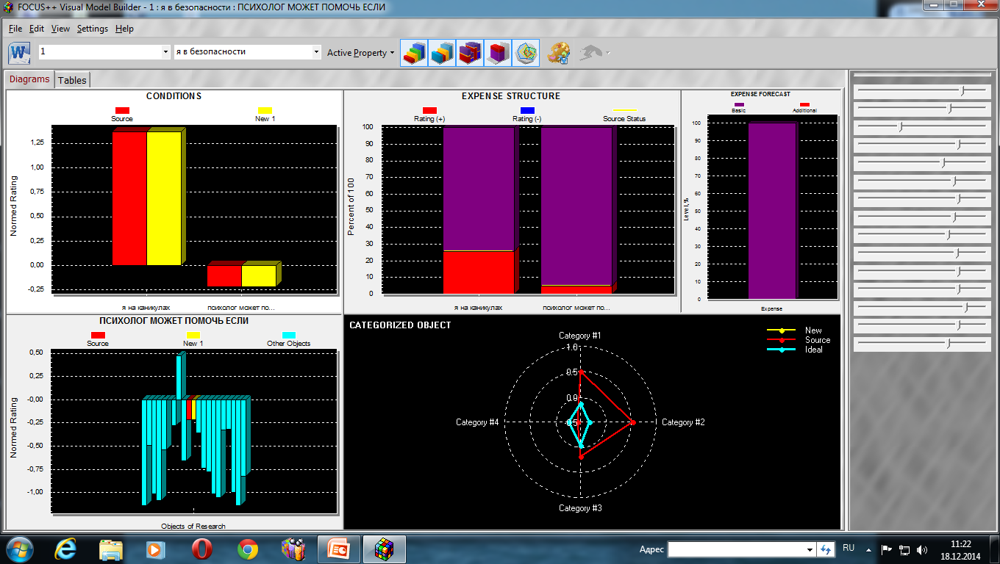 FOCUS++ Visual Model Builder - 1 : я в безопасности : ПСИХОЛОГ МОЖЕТ ПОМОЧЬ ЕСЛИ
File Edit View Settings Help
1 я в безопасности Active Property
Diagrams Tables
CONDITIONS
Source New 1
Normed Rating
1,25
1,00
0,75
0,50
0,25
0,00
-0,25
я на каникулах психолог может по...
EXPENSE STRUCTURE
Rating (+) Rating (-) Source Status
Percent of 100
100
90
80
70
60
50
40
30
20
10
0
я на каникулах психолог может по...
EXPENSE FORECAST
Basic Additional
Level,%
100
90
80
70
60
50
40
30
20
10
0
Expense
ПСИХОЛОГ МОЖЕТ ПОМОЧЬ ЕСЛИ
Source New 1 Other Objects
Normed Rating
0,50
0,25
-0,00
-0,25
-0,50
-0,75
-1,00
Objects of Research
CATEGORIZED OBJECT
New
Source
Ideal
Category #1
1.0
0.5
0.0
Category #4 Category #2
Category #3
Адрес RU 11:22
18.12.2014